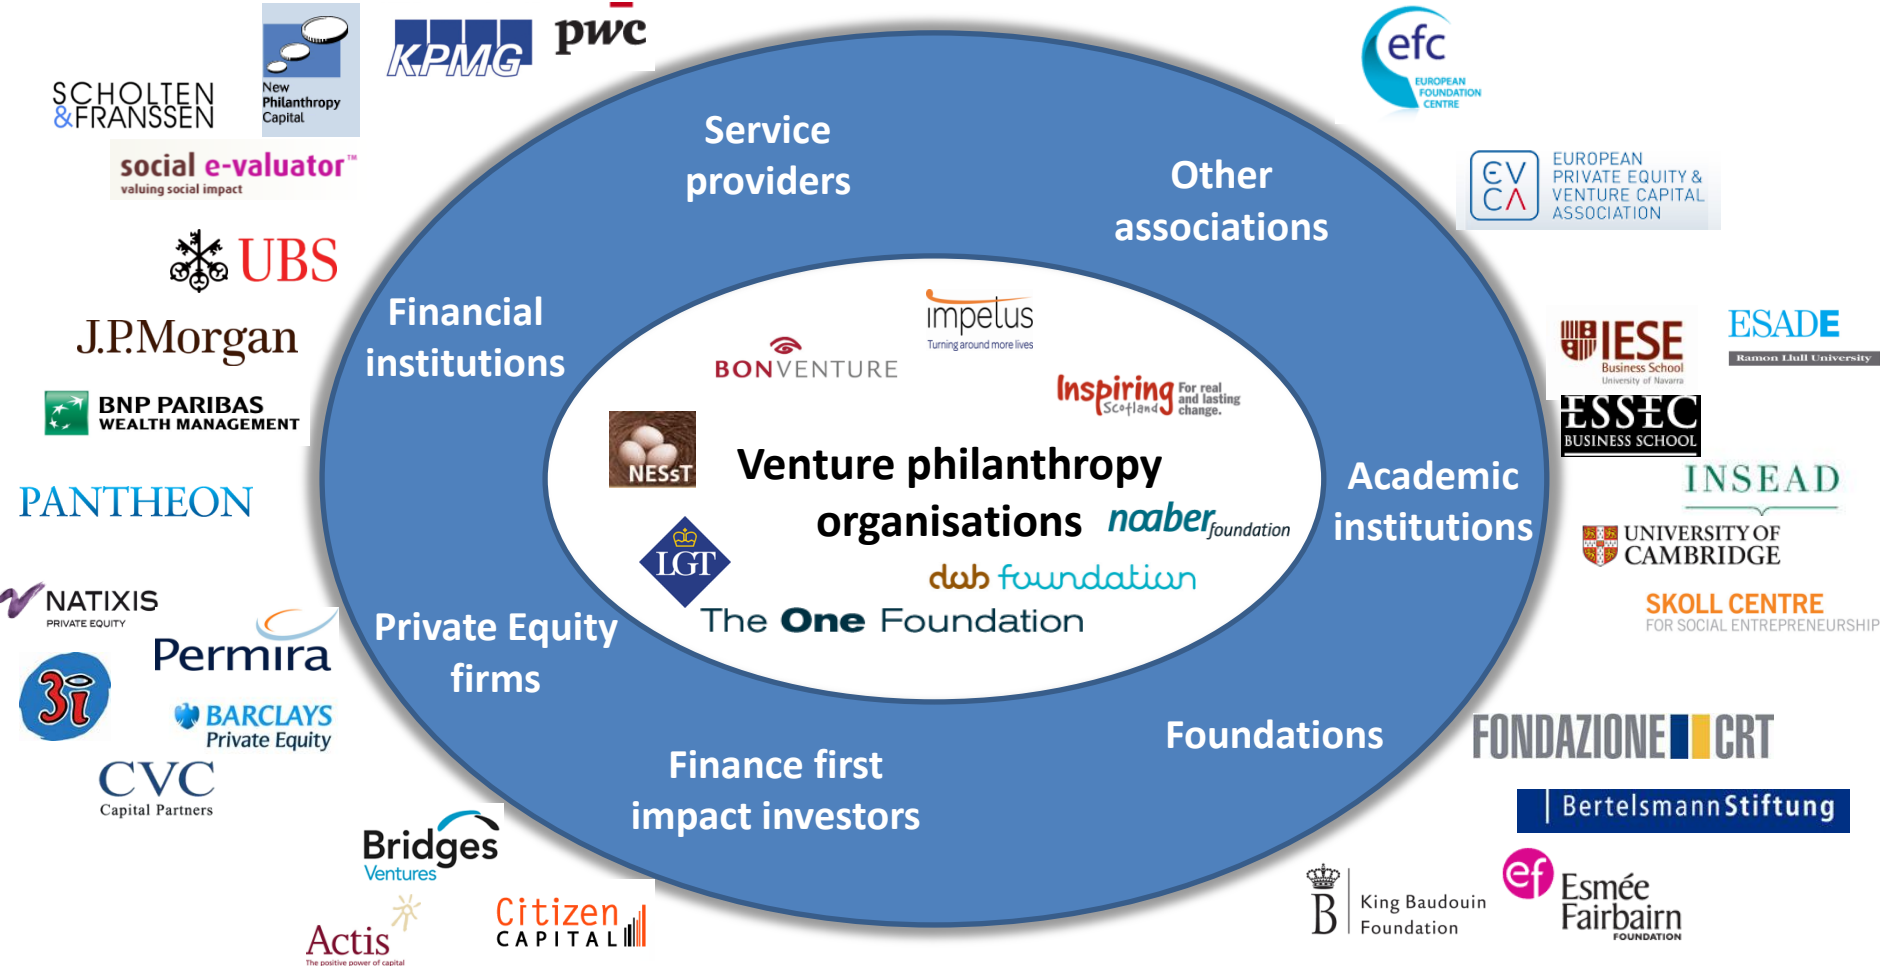 SCHOLTEN
&FRANSSEN
New
Philanthropy
Capital
KPMG
pwc
social e-valuator™
valuing social impact
efc
EUROPEAN
FOUNDATION
CENTRE
EVCA
EUROPEAN
PRIVATE EQUITY &
VENTURE CAPITAL
ASSOCIATION
Service
providers
Other
associations
UBS
J.P.Morgan
BNP PARIBAS
WEALTH MANAGEMENT
PANTHEON
Financial
institutions
impetus
Turning around more lives
BONVENTURE
Inspiring
Scotland
For real
and lasting
change.
NESsT
Venture philanthropy
organisations
noaber foundation
LGT
dob foundation
The One Foundation
IESE
Business School
University of Navarra
ESADE
Ramon Llull University
ESSEC
BUSINESS SCHOOL
INSEAD
UNIVERSITY OF
CAMBRIDGE
SKOLL CENTRE
FOR SOCIAL ENTREPRENEURSHIP
Academic
institutions
NATIXIS
PRIVATE EQUITY
Permira
3i
BARCLAYS
Private Equity
CVC
Capital Partners
Private Equity
firms
Finance first
impact investors
Foundations
Bridges
Ventures
Actis
The positive power of capital
Citizen
CAPITAL
FONDAZIONE CRT
BertelsmannStiftung
B
King Baudouin
Foundation
ef
Esmée
Fairbairn
FOUNDATION